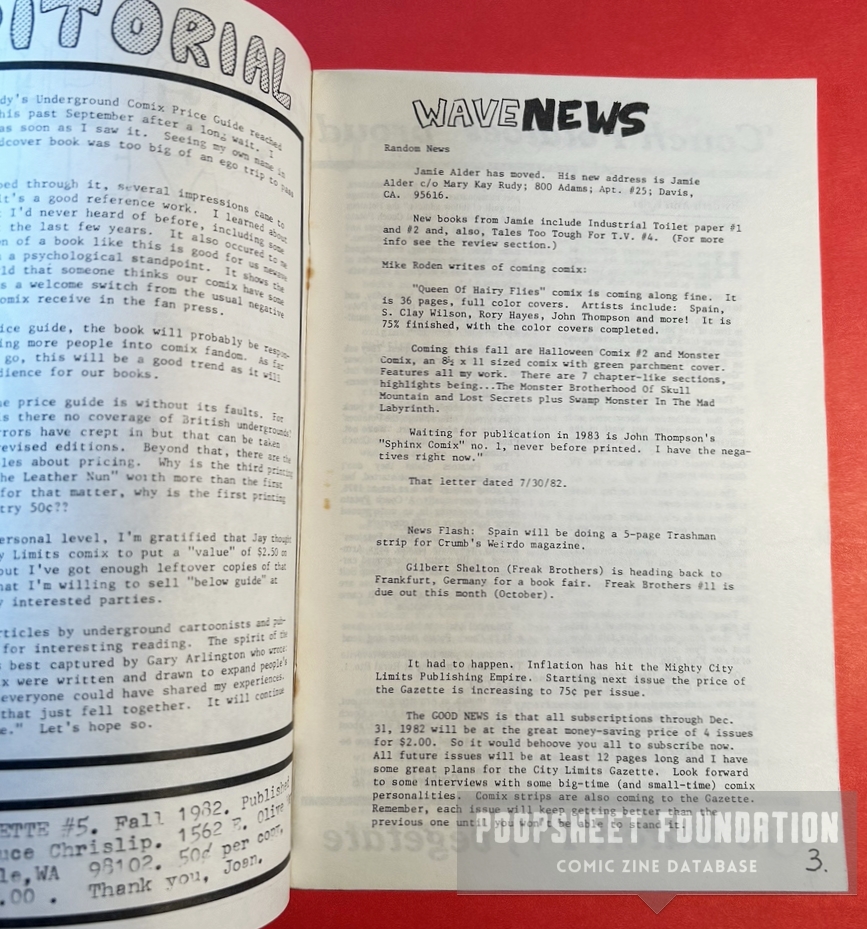 ITORIAL
dy's Underground Comix Price Guide reached
his past September after a long wait. I
as soon as I saw it. Seeing my own name in
dcover book was too big of an ego trip to pass
ed through it, several impressions came to
It's a good reference work. I learned about
I'd never heard of before, including some
the last few years. It also occured to me
n of a book like this is good for us
a psychological standpoint. It shows the
ld that someone thinks our comix have some
s a welcome switch from the usual negative
omix receive in the fan press.
ice guide, the book will probably be
ing more people into comix fandom. As far
go, this will be a good trend as it will
dience for our books.
e price guide is without its faults. For
s there no coverage of British undergrounds?
rrors have crept in but that can be taken
revised editions. Beyond that, there are the
les about pricing. Why is the third printing
he Leather Nun" worth more than the first
for that matter, why is the first printing
try 50¢??
ersonal level, I'm gratified that Jay thought
y Limits comix to put a "value" of $2.50 on
but I've got enough leftover copies of that
hat I'm willing to sell "below guide" at
y interested parties.
rticles by underground cartoonists and pub-
for interesting reading. The spirit of the
s best captured by Gary Arlington who wrote:
x were written and drawn to expand people's
everyone could have shared my experiences.
that just fell together. It will continue
e." Let's hope so.
ETTE #5. Fall 1982. Published
uce Chrislip. 1562 E. Olive
le, WA 98102. 50¢ per copy,
.00 . Thank you, Joan.
WAVE NEWS
Random News
Jamie Alder has moved. His new address is Jamie
Alder c/o Mary Kay Rudy; 800 Adams; Apt. #25; Davis,
CA. 95616.
New books from Jamie include Industrial Toilet paper #1
and #2 and, also, Tales Too Tough For T.V. #4. (For more
info see the review section.)
Mike Roden writes of coming comix:
"Queen Of Hairy Flies" comix is coming along fine. It
is 36 pages, full color covers. Artists include: Spain,
S. Clay Wilson, Rory Hayes, John Thompson and more! It is
75% finished, with the color covers completed.
Coming this fall are Halloween Comix #2 and Monster
Comix, an 8½ x 11 sized comix with green parchment cover.
Features all my work. There are 7 chapter-like sections,
highlights being...The Monster Brotherhood Of Skull
Mountain and Lost Secrets plus Swamp Monster In The Mad
Labyrinth.
Waiting for publication in 1983 is John Thompson's
"Sphinx Comix" no. 1, never before printed. I have the nega-
tives right now."
That letter dated 7/30/82.
News Flash: Spain will be doing a 5-page Trashman
strip for Crumb's Weirdo magazine.
Gilbert Shelton (Freak Brothers) is heading back to
Frankfurt, Germany for a book fair. Freak Brothers #11 is
due out this month (October).
It had to happen. Inflation has hit the Mighty City
Limits Publishing Empire. Starting next issue the price of
the Gazette is increasing to 75¢ per issue.
The GOOD NEWS is that all subscriptions through Dec.
31, 1982 will be at the great money-saving price of 4 issues
for $2.00. So it would behoove you all to subscribe now.
All future issues will be at least 12 pages long and I have
some great plans for the City Limits Gazette. Look forward
to some interviews with some big-time (and small-time) comix
personalities. Comix strips are also coming to the Gazette.
Remember, each issue will keep getting better than the
previous one until you won't be able to stand it.
POOPSHEET FOUNDATION
COMIC ZINE DATABASE
3.